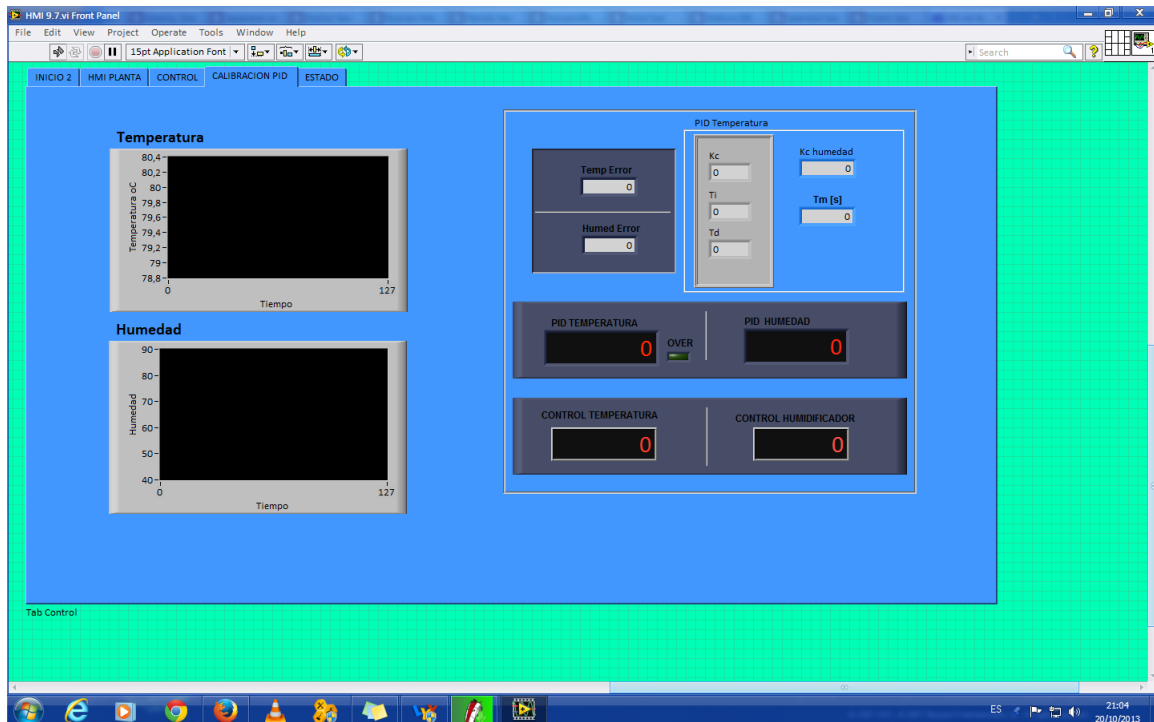 HMI 9.7.vi Front Panel
File Edit View Project Operate Tools Window Help
15pt Application Font
Search
INICIO 2 HMI PLANTA CONTROL CALIBRACION PID ESTADO
Temperatura
80,4
80,2
80
79,8
79,6
79,4
79,2
79
78,8
Temperatura oC
0 127
Tiempo
Humedad
90
80
70
60
50
40
Humedad
0 127
Tiempo
Temp Error
0
Humed Error
0
PID Temperatura
Kc
0
Ti
0
Td
0
Kc humedad
0
Tm [s]
0
PID TEMPERATURA
0
OVER
PID HUMEDAD
0
CONTROL TEMPERATURA
0
CONTROL HUMIDIFICADOR
0
Tab Control
ES
21:04
20/10/2013